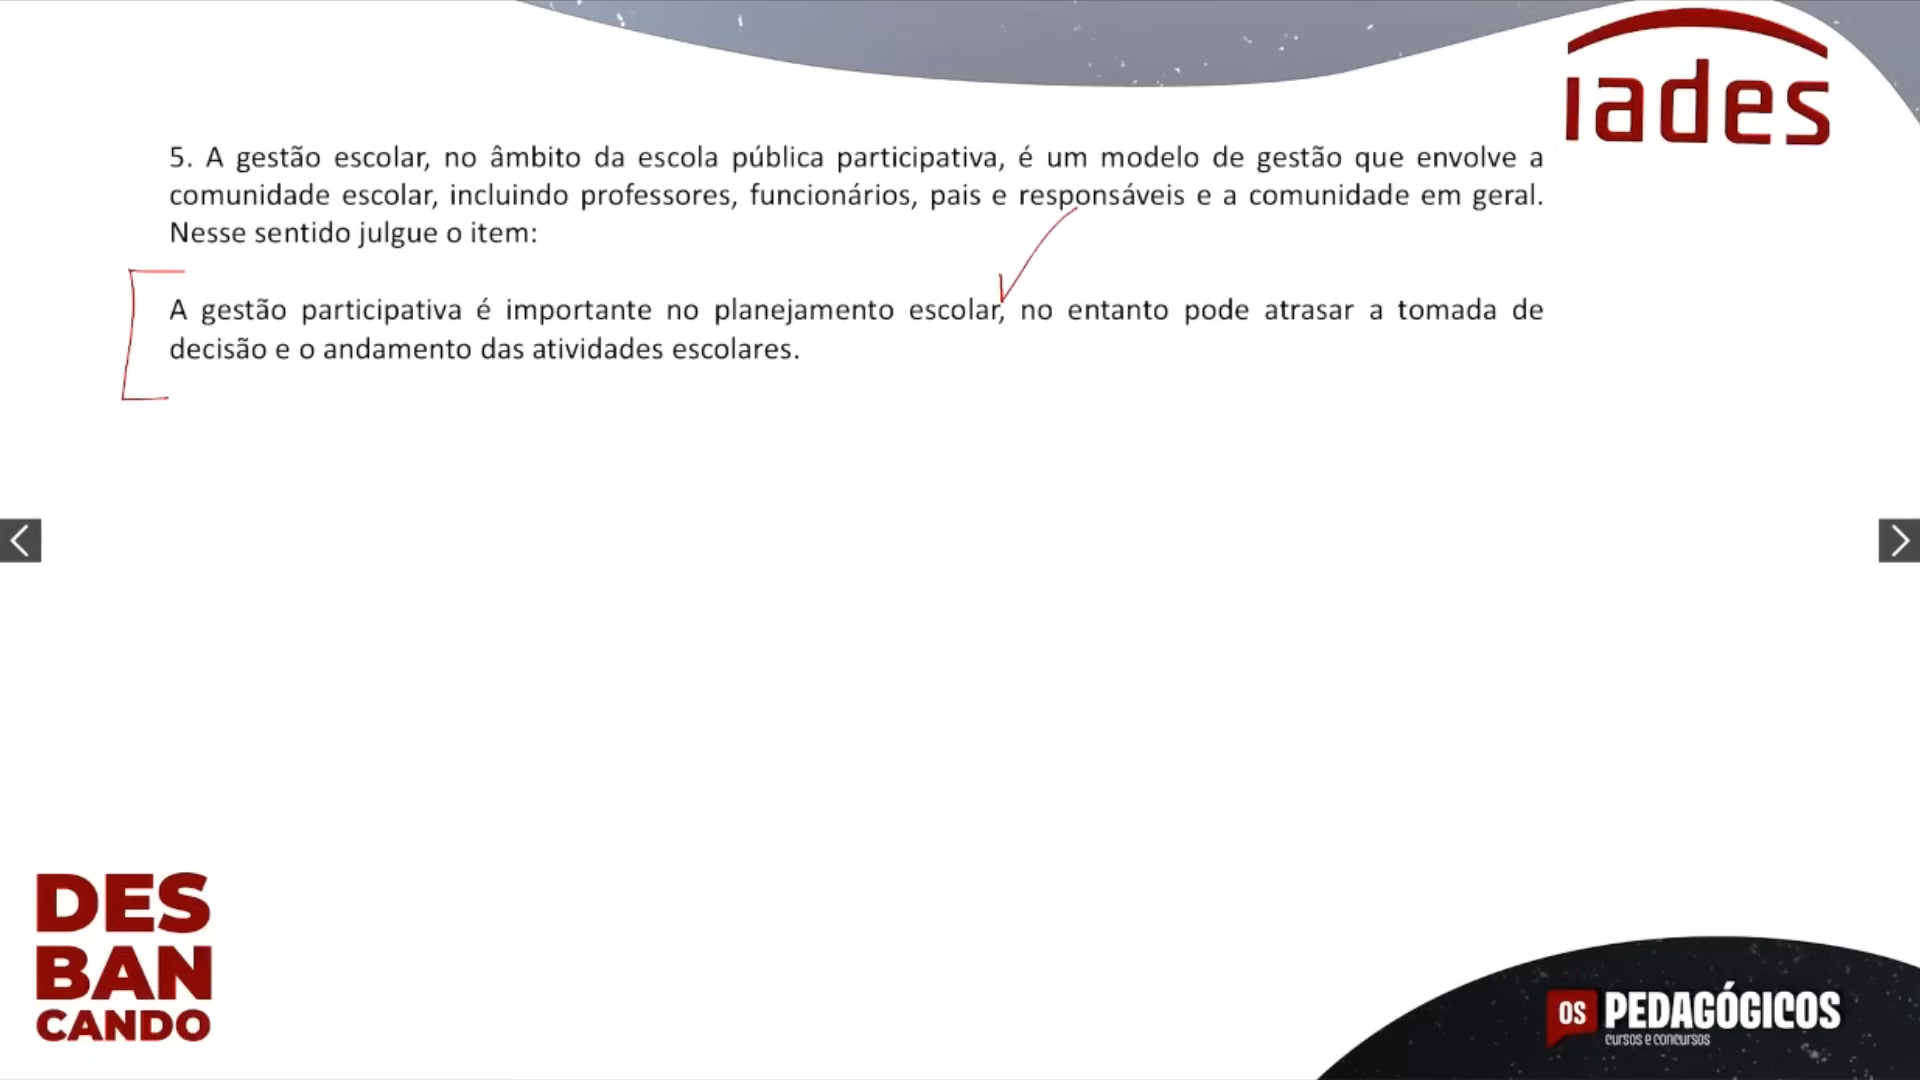 iades
5. A gestão escolar, no âmbito da escola pública participativa, é um modelo de gestão que envolve a
comunidade escolar, incluindo professores, funcionários, pais e responsáveis e a comunidade em geral.
Nesse sentido julgue o item:
A gestão participativa é importante no planejamento escolar, no entanto pode atrasar a tomada de
decisão e o andamento das atividades escolares.
DES
BAN
CANDO
OS PEDAGÓGICOS
cursos e concursos